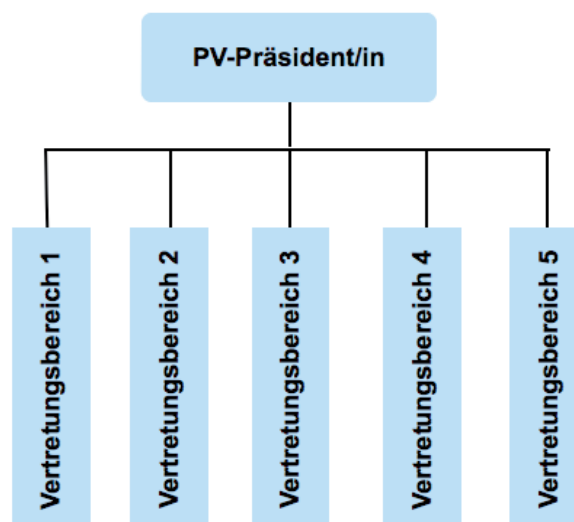 PV-Präsident/in
Vertretungsbereich 1
Vertretungsbereich 2
Vertretungsbereich 3
Vertretungsbereich 4
Vertretungsbereich 5